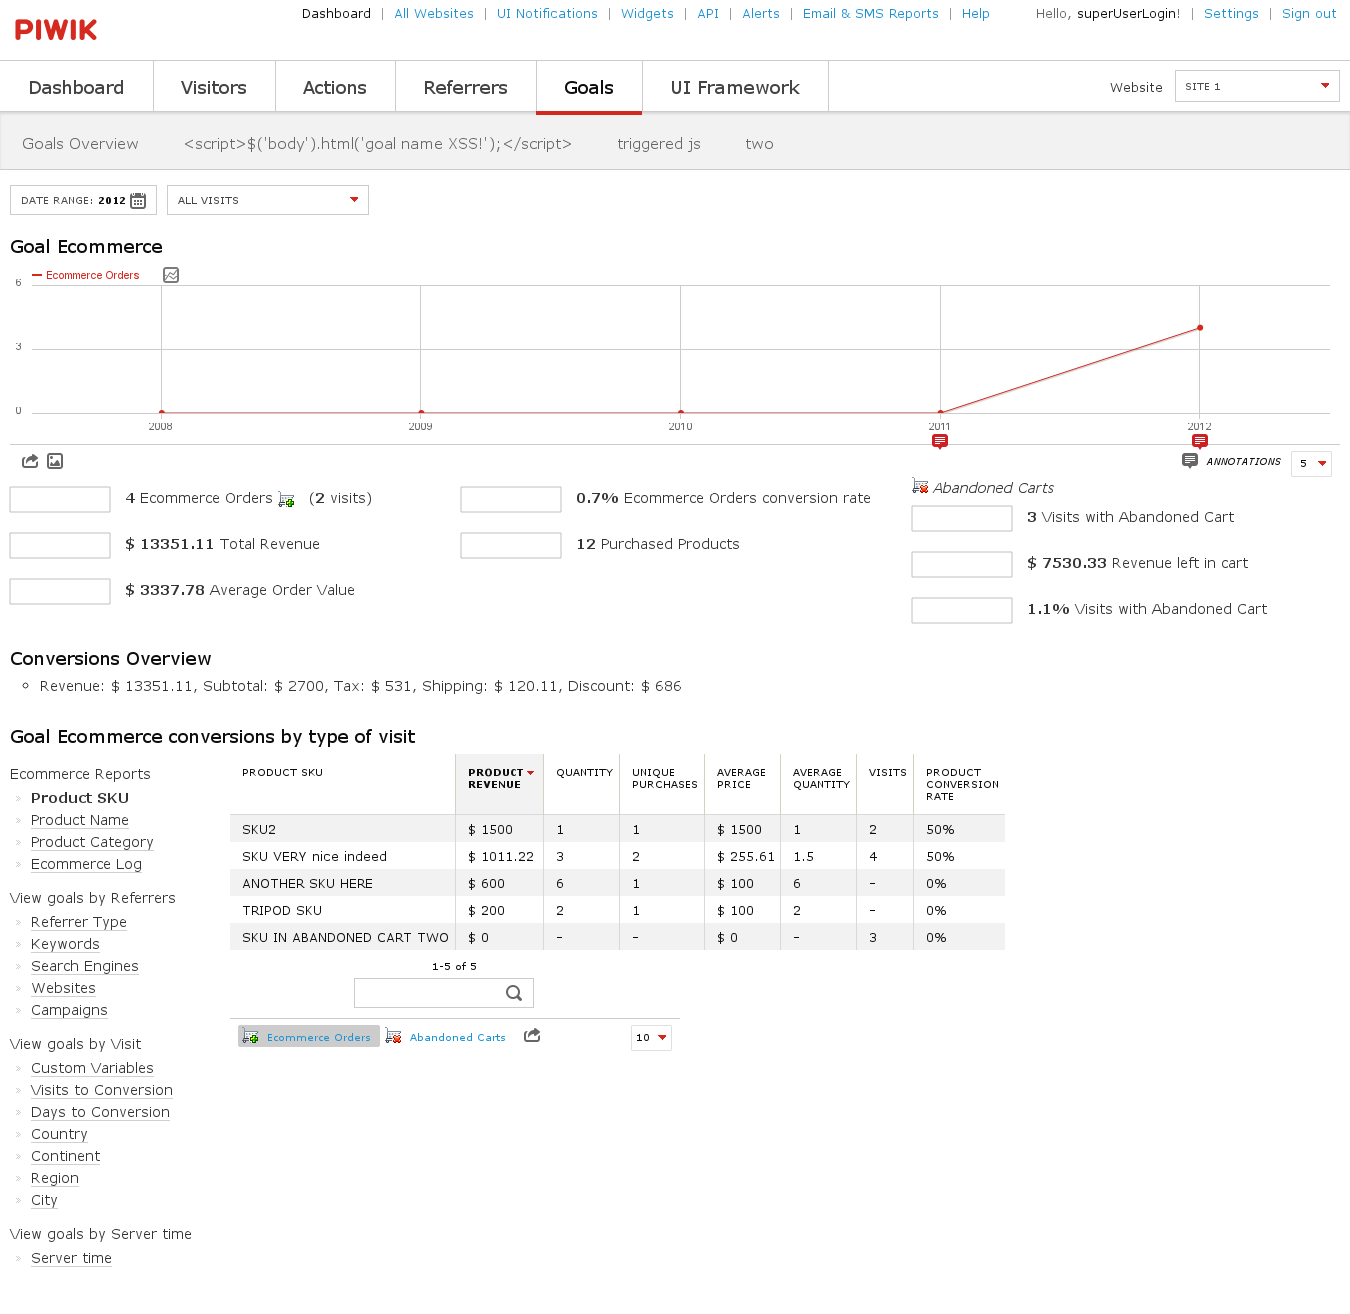 PIWIK
Dashboard | All Websites | UI Notifications | Widgets | API | Alerts | Email & SMS Reports | Help
Hello, superUserLogin! | Settings | Sign out
Dashboard Visitors Actions Referrers Goals UI Framework
Website SITE 1
Goals Overview <script>$('body').html('goal name XSS!');</script> triggered js two
DATE RANGE: 2012 ALL VISITS
Goal Ecommerce
Ecommerce Orders
6
3
0
2008 2009 2010 2011 2012
ANNOTATIONS 5
4 Ecommerce Orders (2 visits)
$ 13351.11 Total Revenue
$ 3337.78 Average Order Value
0.7% Ecommerce Orders conversion rate
12 Purchased Products
Abandoned Carts
3 Visits with Abandoned Cart
$ 7530.33 Revenue left in cart
1.1% Visits with Abandoned Cart
Conversions Overview
Revenue: $ 13351.11, Subtotal: $ 2700, Tax: $ 531, Shipping: $ 120.11, Discount: $ 686
Goal Ecommerce conversions by type of visit
Ecommerce Reports
Product SKU
Product Name
Product Category
Ecommerce Log
View goals by Referrers
Referrer Type
Keywords
Search Engines
Websites
Campaigns
View goals by Visit
Custom Variables
Visits to Conversion
Days to Conversion
Country
Continent
Region
City
View goals by Server time
Server time
PRODUCT SKU PRODUCT REVENUE QUANTITY UNIQUE PURCHASES AVERAGE PRICE AVERAGE QUANTITY VISITS PRODUCT CONVERSION RATE
SKU2 $ 1500 1 1 $ 1500 1 2 50%
SKU VERY nice indeed $ 1011.22 3 2 $ 255.61 1.5 4 50%
ANOTHER SKU HERE $ 600 6 1 $ 100 6 - 0%
TRIPOD SKU $ 200 2 1 $ 100 2 - 0%
SKU IN ABANDONED CART TWO $ 0 - - $ 0 - 3 0%
1-5 of 5
Ecommerce Orders Abandoned Carts 10